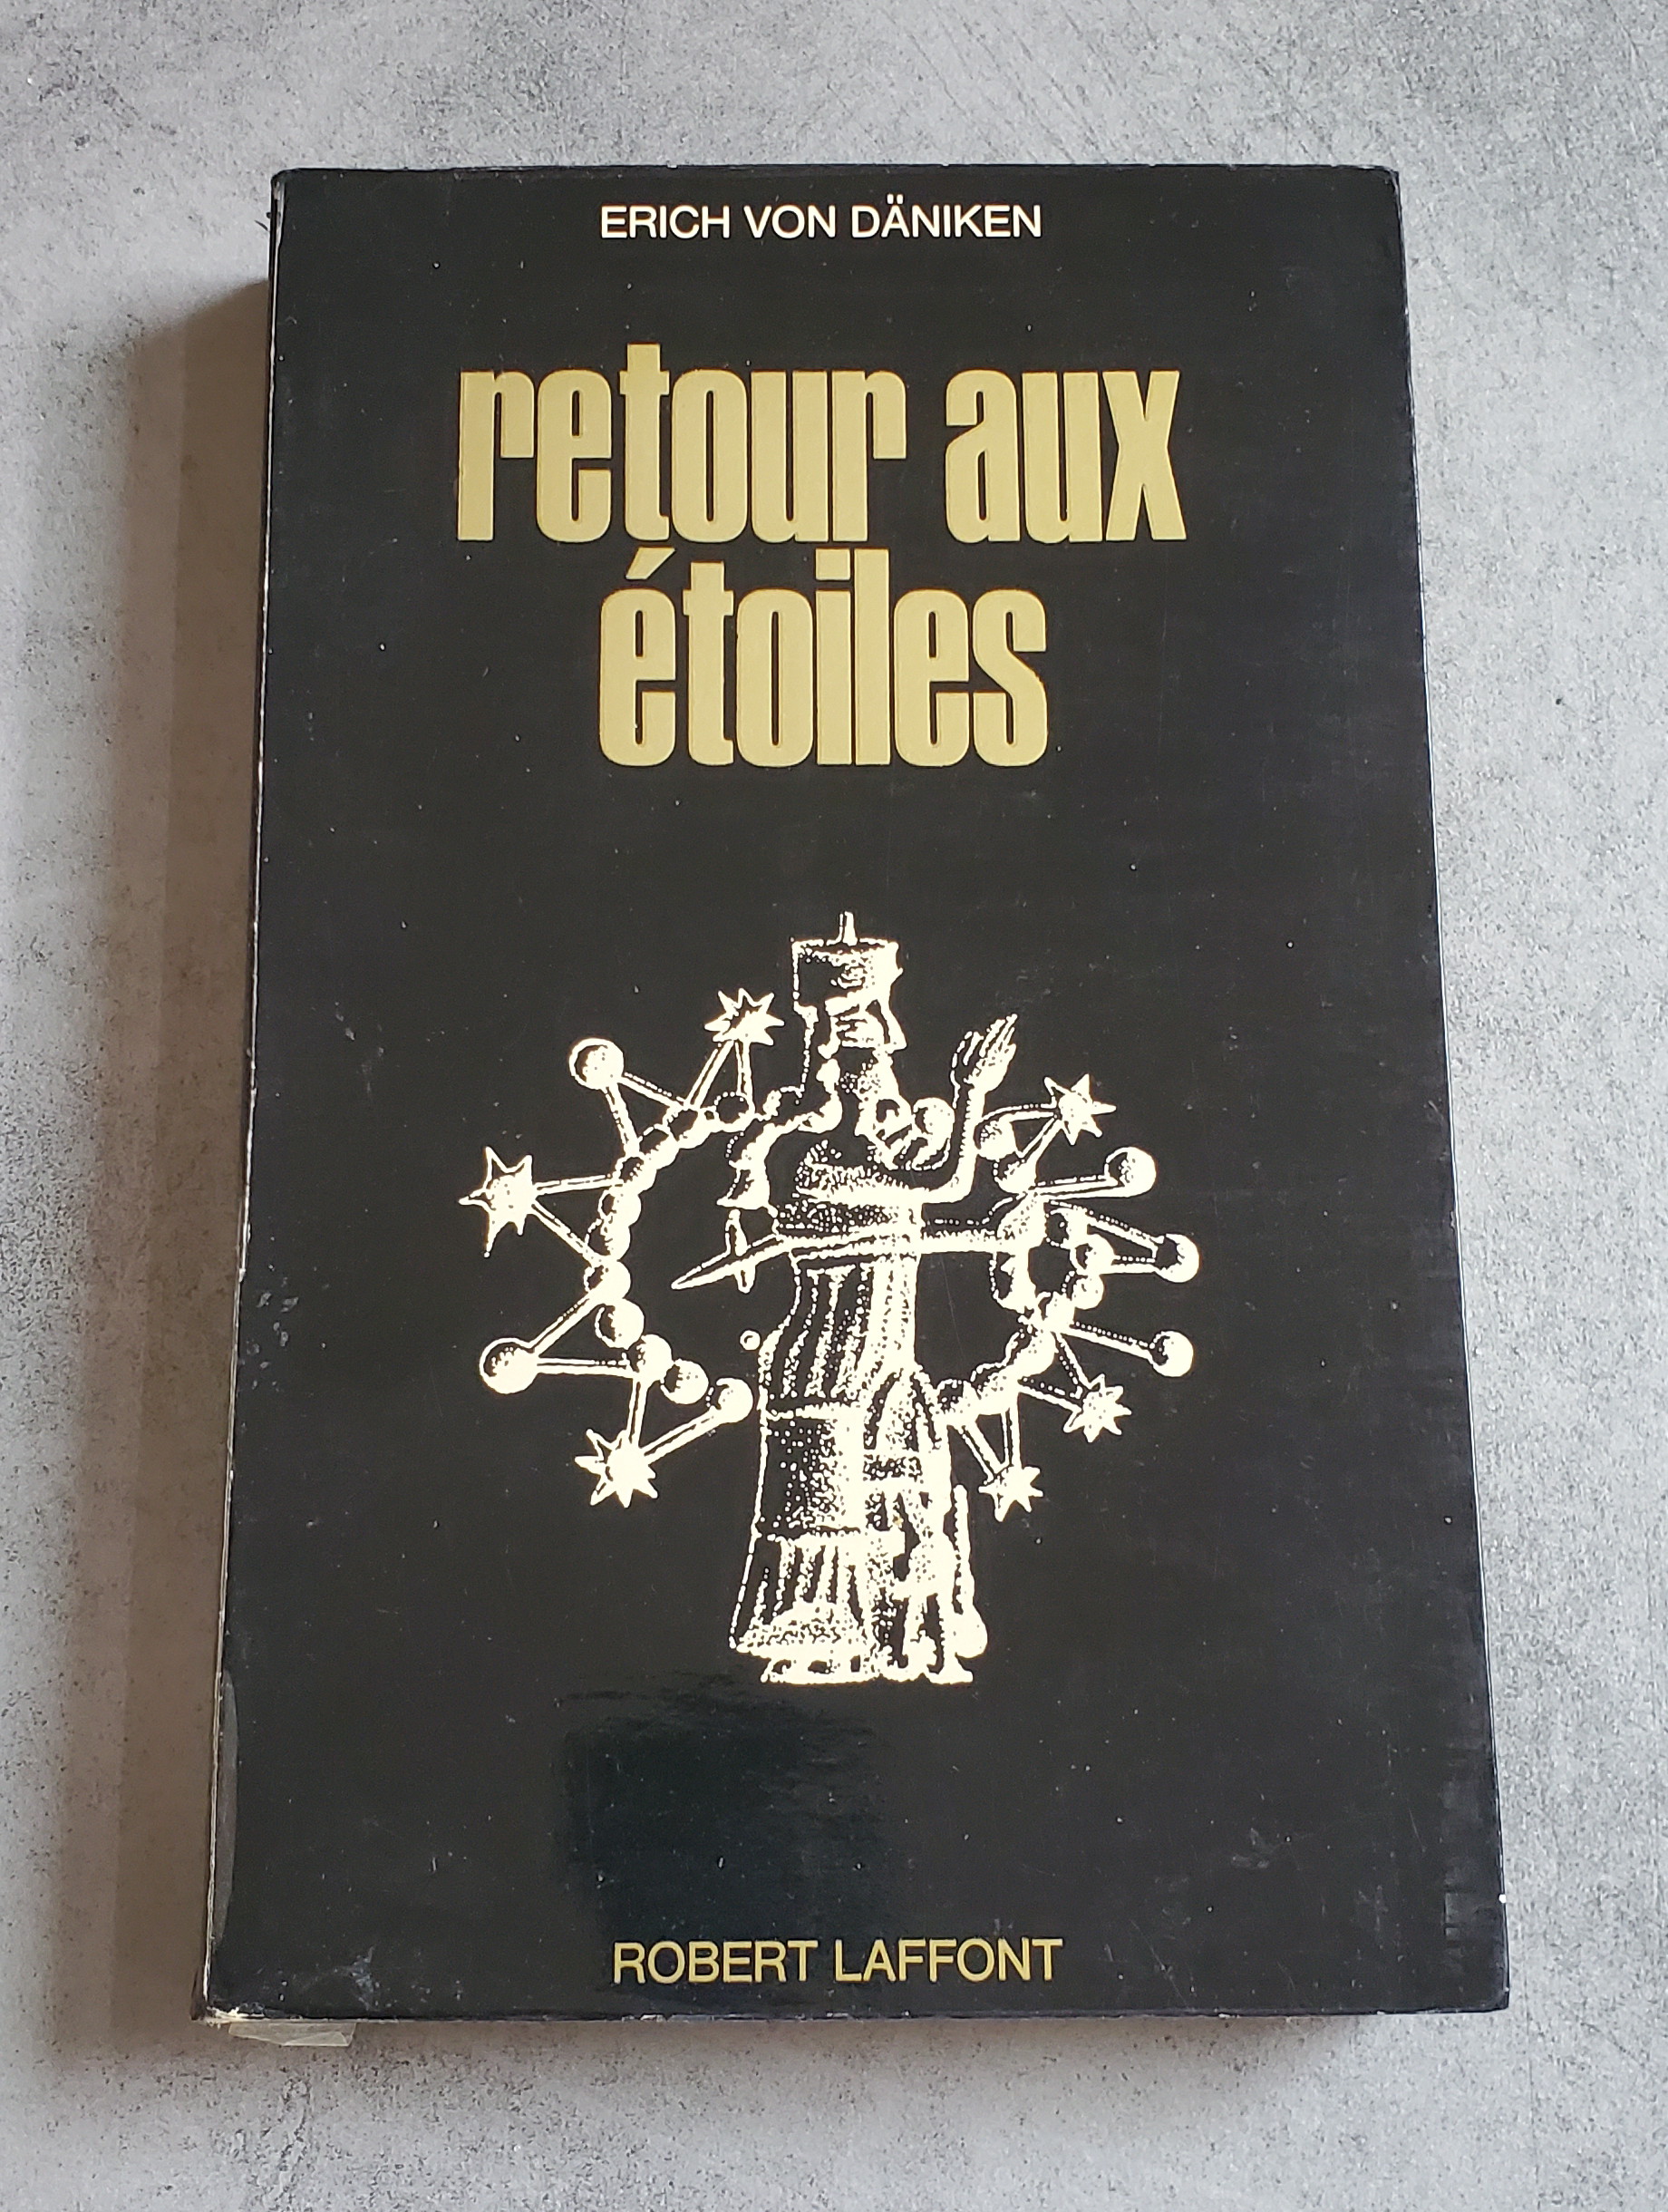 ERICH VON DÄNIKEN
retour aux
étoiles
ROBERT LAFFONT